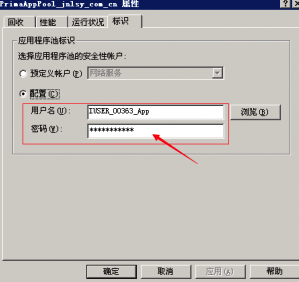 PrimaAppPool_jnlxy_com_cn 属性
回收 性能 运行状况 标识
应用程序池标识
选择应用程序池的安全性帐户:
预定义帐户(P) 网络服务
配置(C)
用户名(U): IUSER_00363_App 浏览(B)
密码(W): ***********
确定 取消 应用(A) 帮助